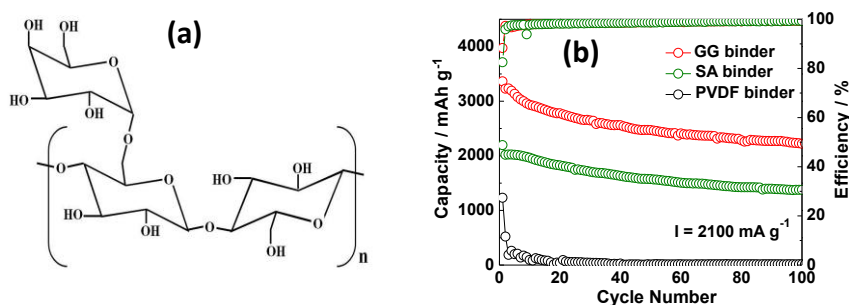 (a)
OH
OH
OH
HO
OH
HO
OH
HO
HO
OH
OH
OH
n
(b)
GG binder
SA binder
PVDF binder
I = 2100 mA g⁻¹
Capacity / mAh g⁻¹
4000
3000
2000
1000
0
Efficiency / %
100
80
60
40
20
0
0 20 40 60 80 100
Cycle Number